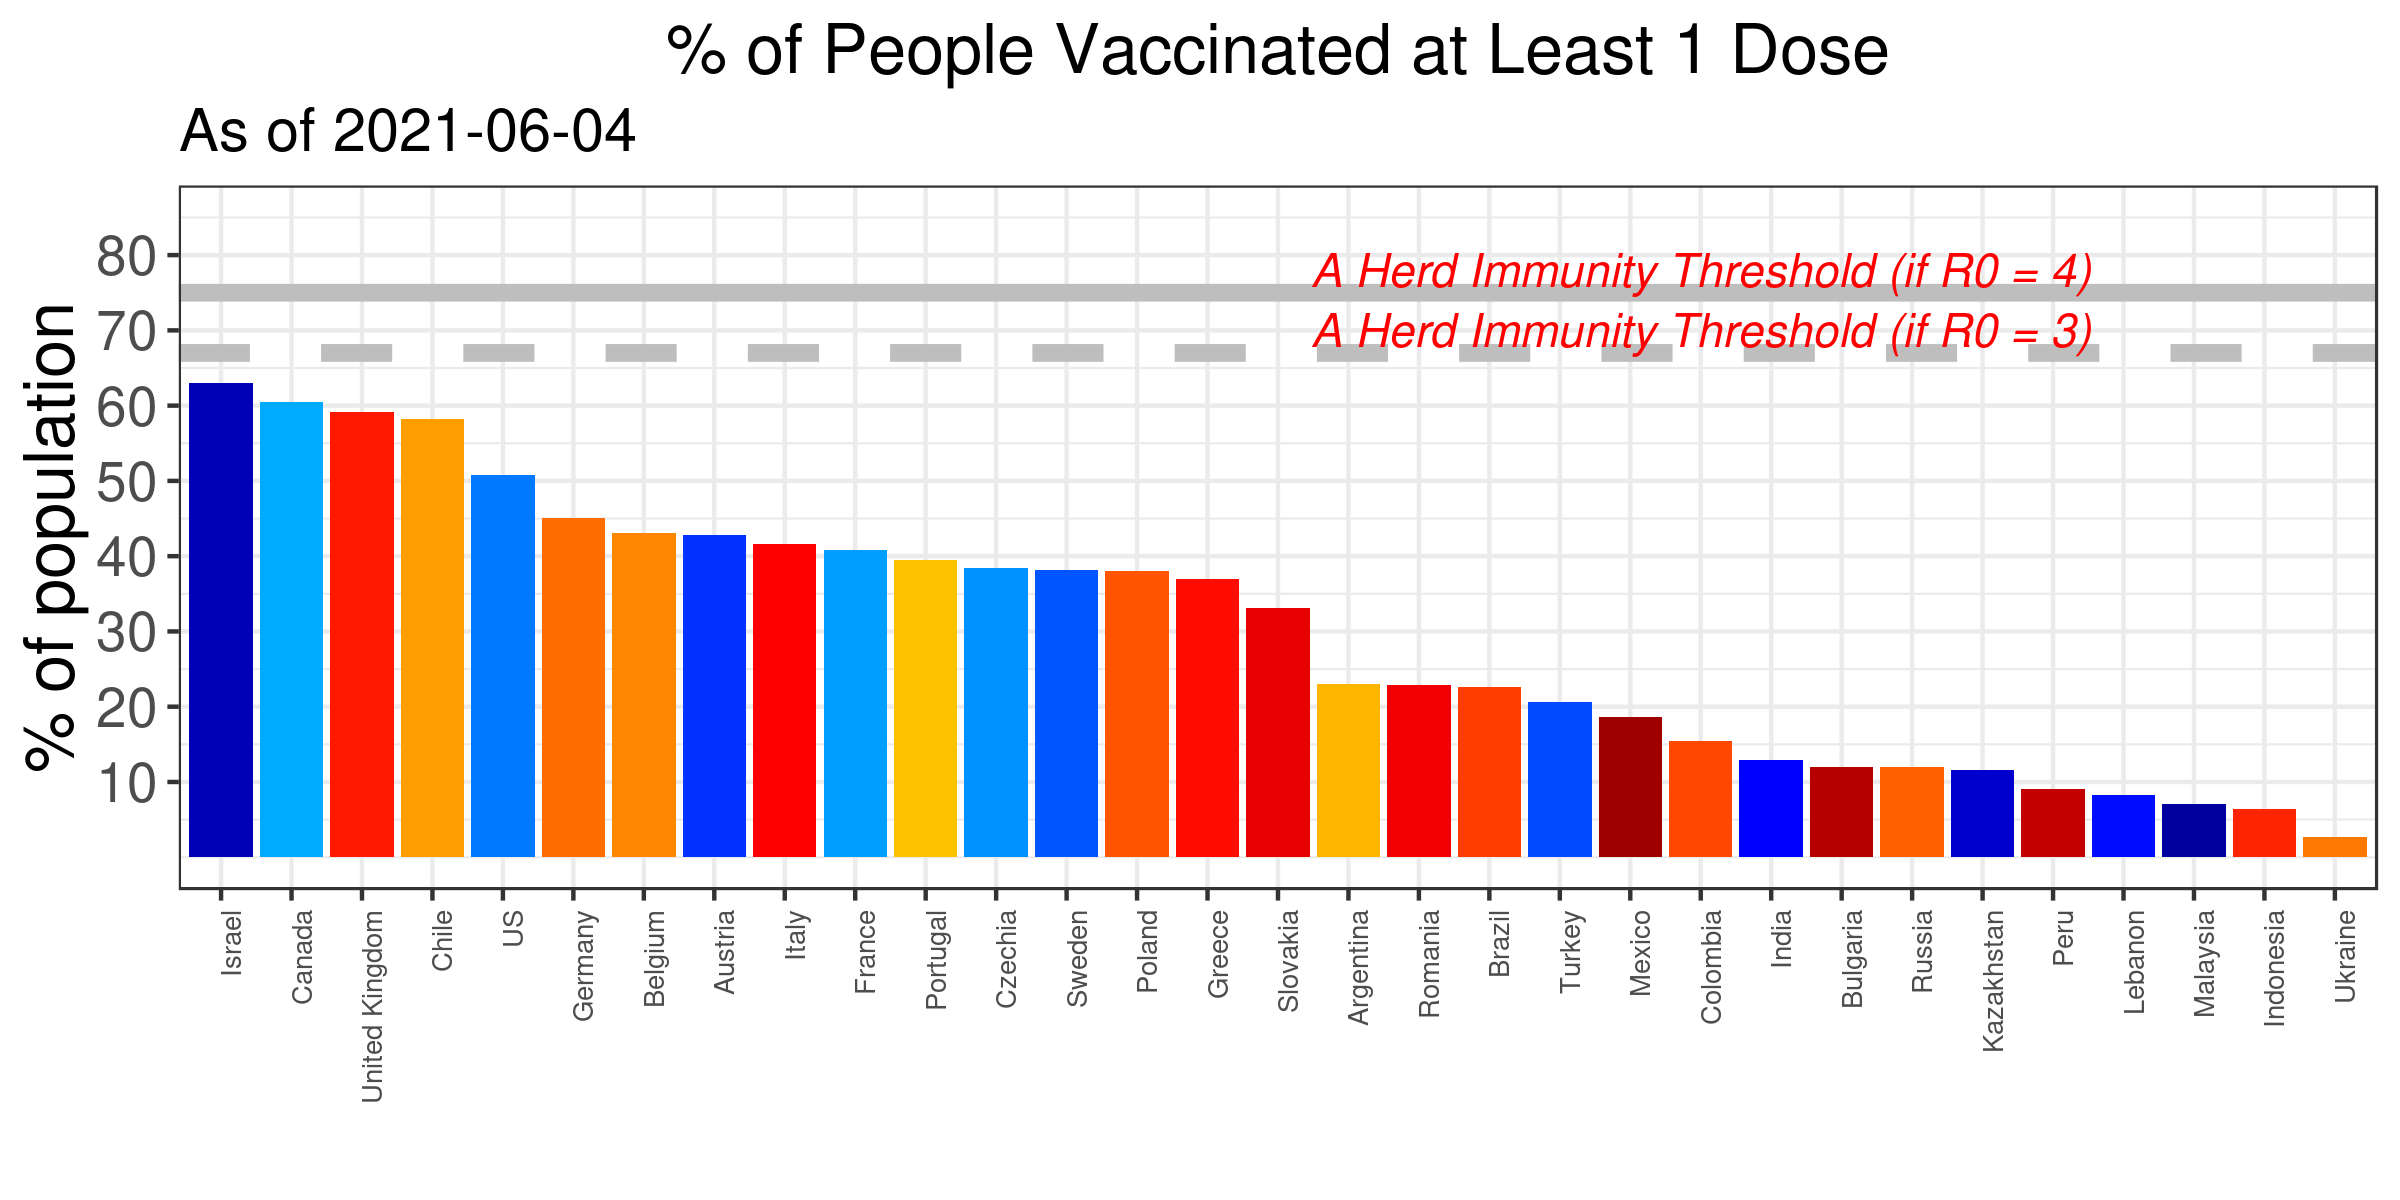 % of People Vaccinated at Least 1 Dose
As of 2021-06-04
% of population
80
70
60
50
40
30
20
10
A Herd Immunity Threshold (if R0 = 4)
A Herd Immunity Threshold (if R0 = 3)
Israel
Canada
United Kingdom
Chile
US
Germany
Belgium
Austria
Italy
France
Portugal
Czechia
Sweden
Poland
Greece
Slovakia
Argentina
Romania
Brazil
Turkey
Mexico
Colombia
India
Bulgaria
Russia
Kazakhstan
Peru
Lebanon
Malaysia
Indonesia
Ukraine